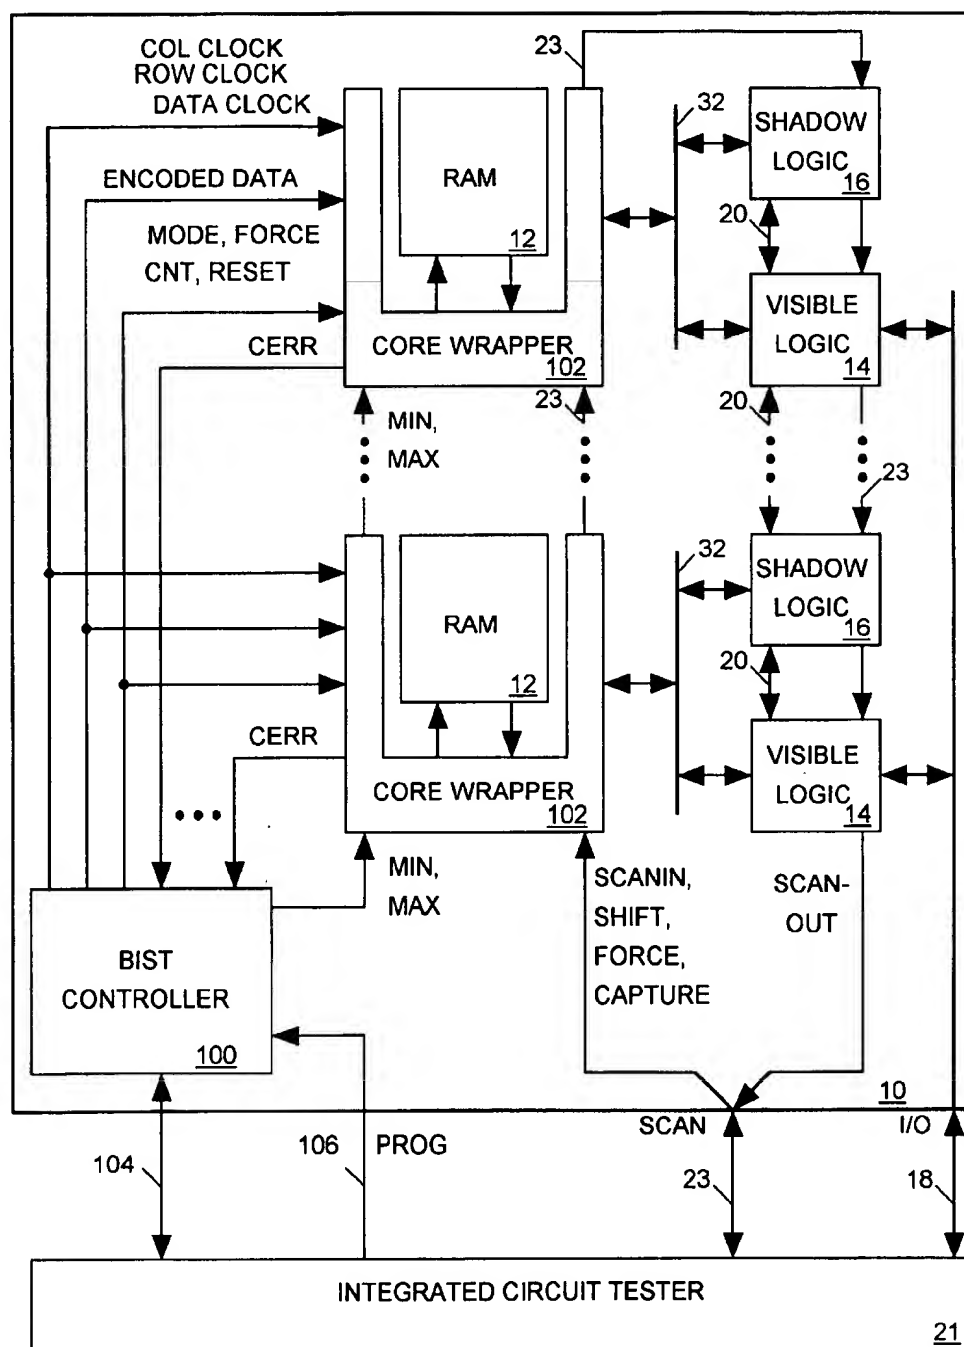 COL CLOCK
ROW CLOCK
DATA CLOCK
23
32
SHADOW
LOGIC
16
RAM
12
ENCODED DATA
MODE, FORCE
CNT, RESET
20
VISIBLE
LOGIC
14
CERR
CORE WRAPPER
102
MIN,
MAX
23
20
23
32
SHADOW
LOGIC
16
RAM
12
20
CERR
VISIBLE
LOGIC
14
CORE WRAPPER
102
MIN,
MAX
SCANIN,
SHIFT,
FORCE,
CAPTURE
SCAN-
OUT
BIST
CONTROLLER
100
10
SCAN
I/O
104
106
PROG
23
18
INTEGRATED CIRCUIT TESTER
21